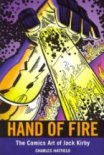 HAND OF FIRE
The Comics Art of Jack Kirby
CHARLES HATFIELD